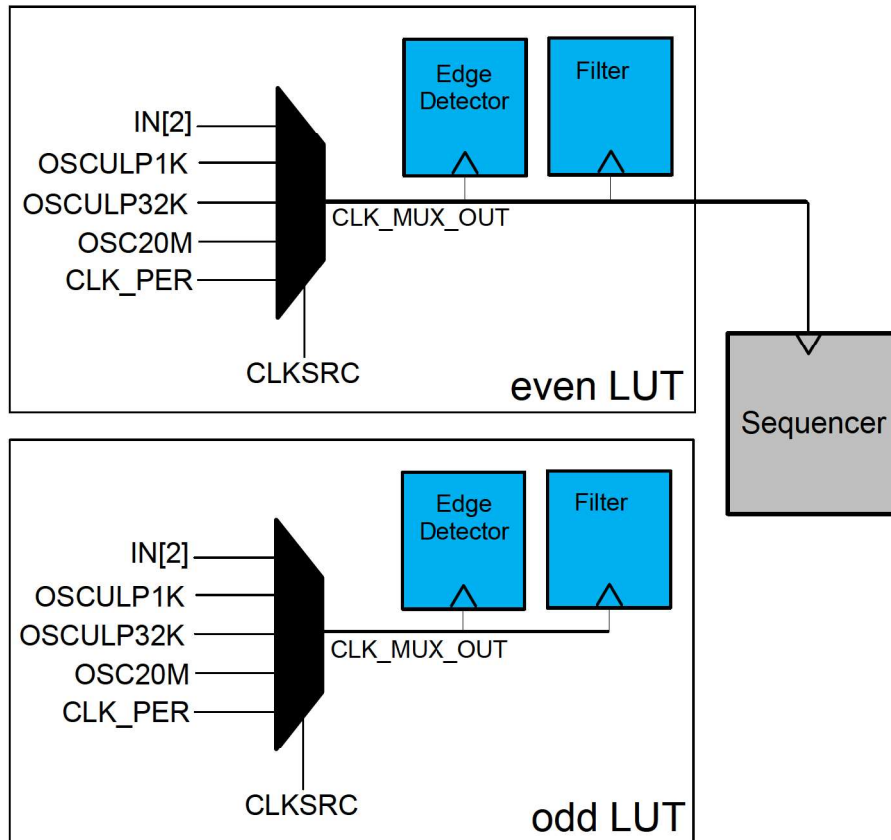 Edge
Detector
Filter
IN[2]
OSCULP1K
OSCULP32K
OSC20M
CLK_PER
CLK_MUX_OUT
CLKSRC
even LUT
Sequencer
Edge
Detector
Filter
IN[2]
OSCULP1K
OSCULP32K
OSC20M
CLK_PER
CLK_MUX_OUT
CLKSRC
odd LUT